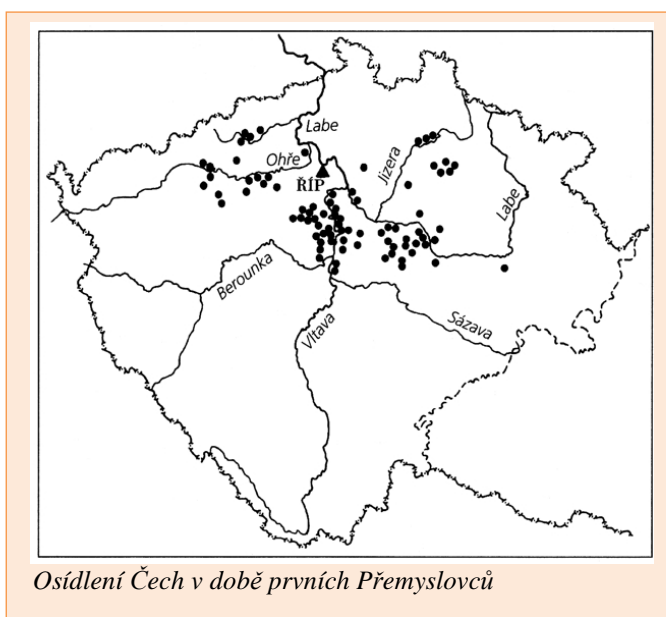 Labe
Ohře
ŘÍP
Jizera
Labe
Berounka
Vltava
Sázava
Osídlení Čech v době prvních Přemyslovců